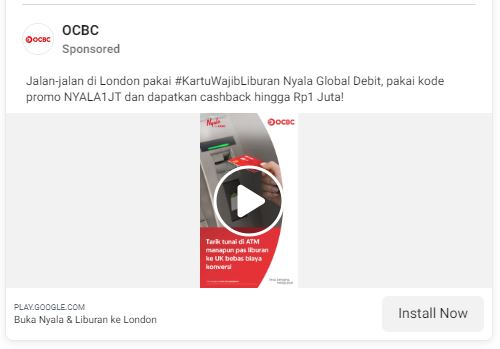 OCBC
OCBC
Sponsored
Jalan-jalan di London pakai #KartuWajibLiburan Nyala Global Debit, pakai kode
promo NYALA1JT dan dapatkan cashback hingga Rp1 Juta!
Nyala
OCBC
Tarik tunai di ATM
manapun pas liburan
ke UK bebas biaya
konversi
PLAY.GOOGLE.COM
Buka Nyala & Liburan ke London
Install Now